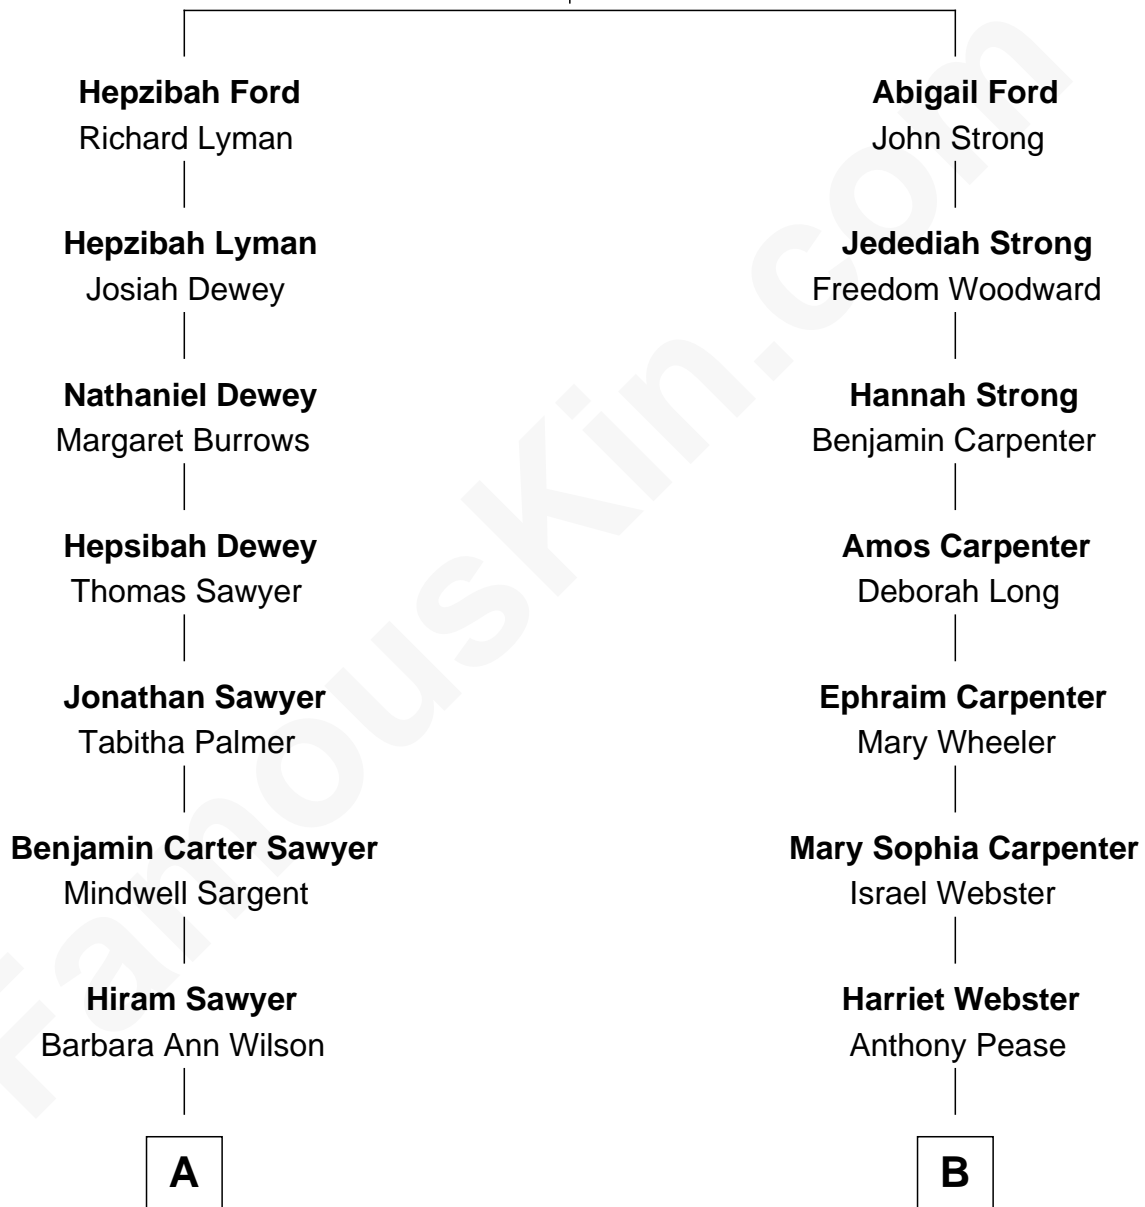 Hepzibah Ford
Richard Lyman
Hepzibah Lyman
Josiah Dewey
Nathaniel Dewey
Margaret Burrows
Hepsibah Dewey
Thomas Sawyer
Jonathan Sawyer
Tabitha Palmer
Benjamin Carter Sawyer
Mindwell Sargent
Hiram Sawyer
Barbara Ann Wilson
A
Abigail Ford
John Strong
Jedediah Strong
Freedom Woodward
Hannah Strong
Benjamin Carpenter
Amos Carpenter
Deborah Long
Ephraim Carpenter
Mary Wheeler
Mary Sophia Carpenter
Israel Webster
Harriet Webster
Anthony Pease
B
FamousKin.com